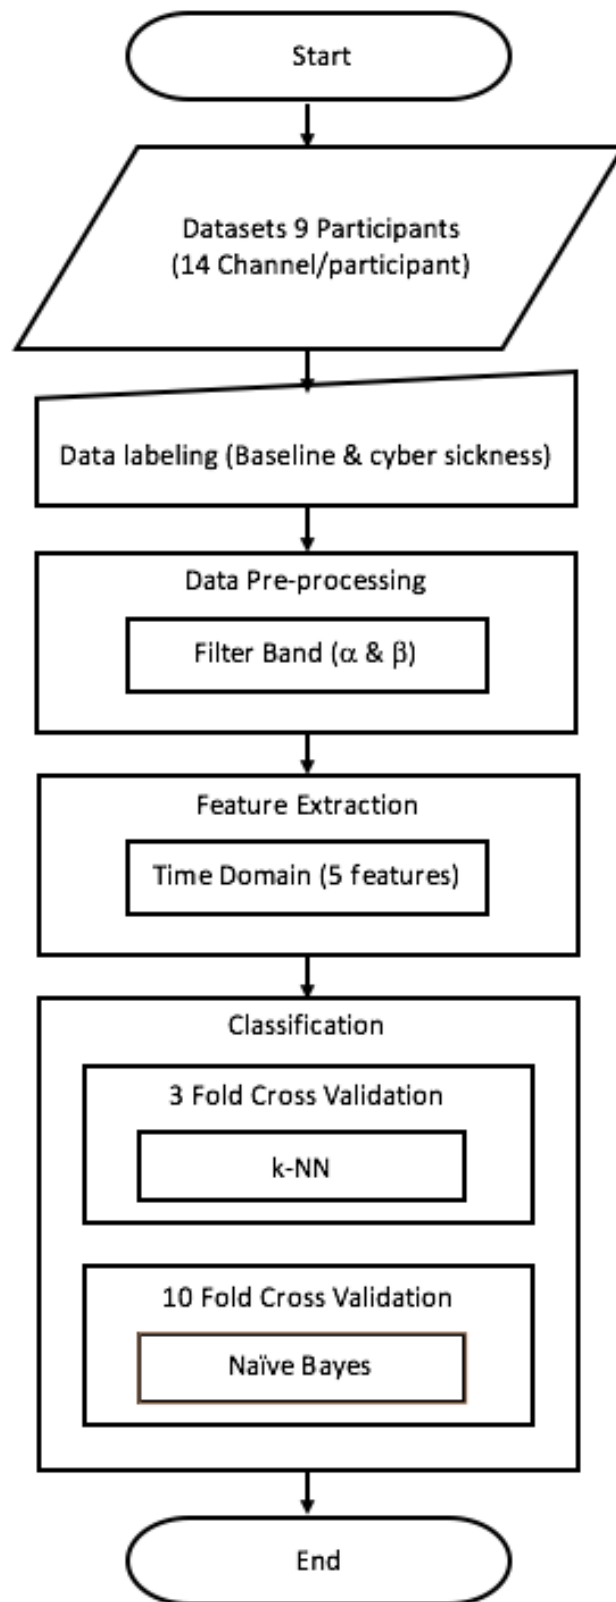 Start
Datasets 9 Participants
(14 Channel/participant)
Data labeling (Baseline & cyber sickness)
Data Pre-processing
Filter Band (α & β)
Feature Extraction
Time Domain (5 features)
Classification
3 Fold Cross Validation
k-NN
10 Fold Cross Validation
Naïve Bayes
End